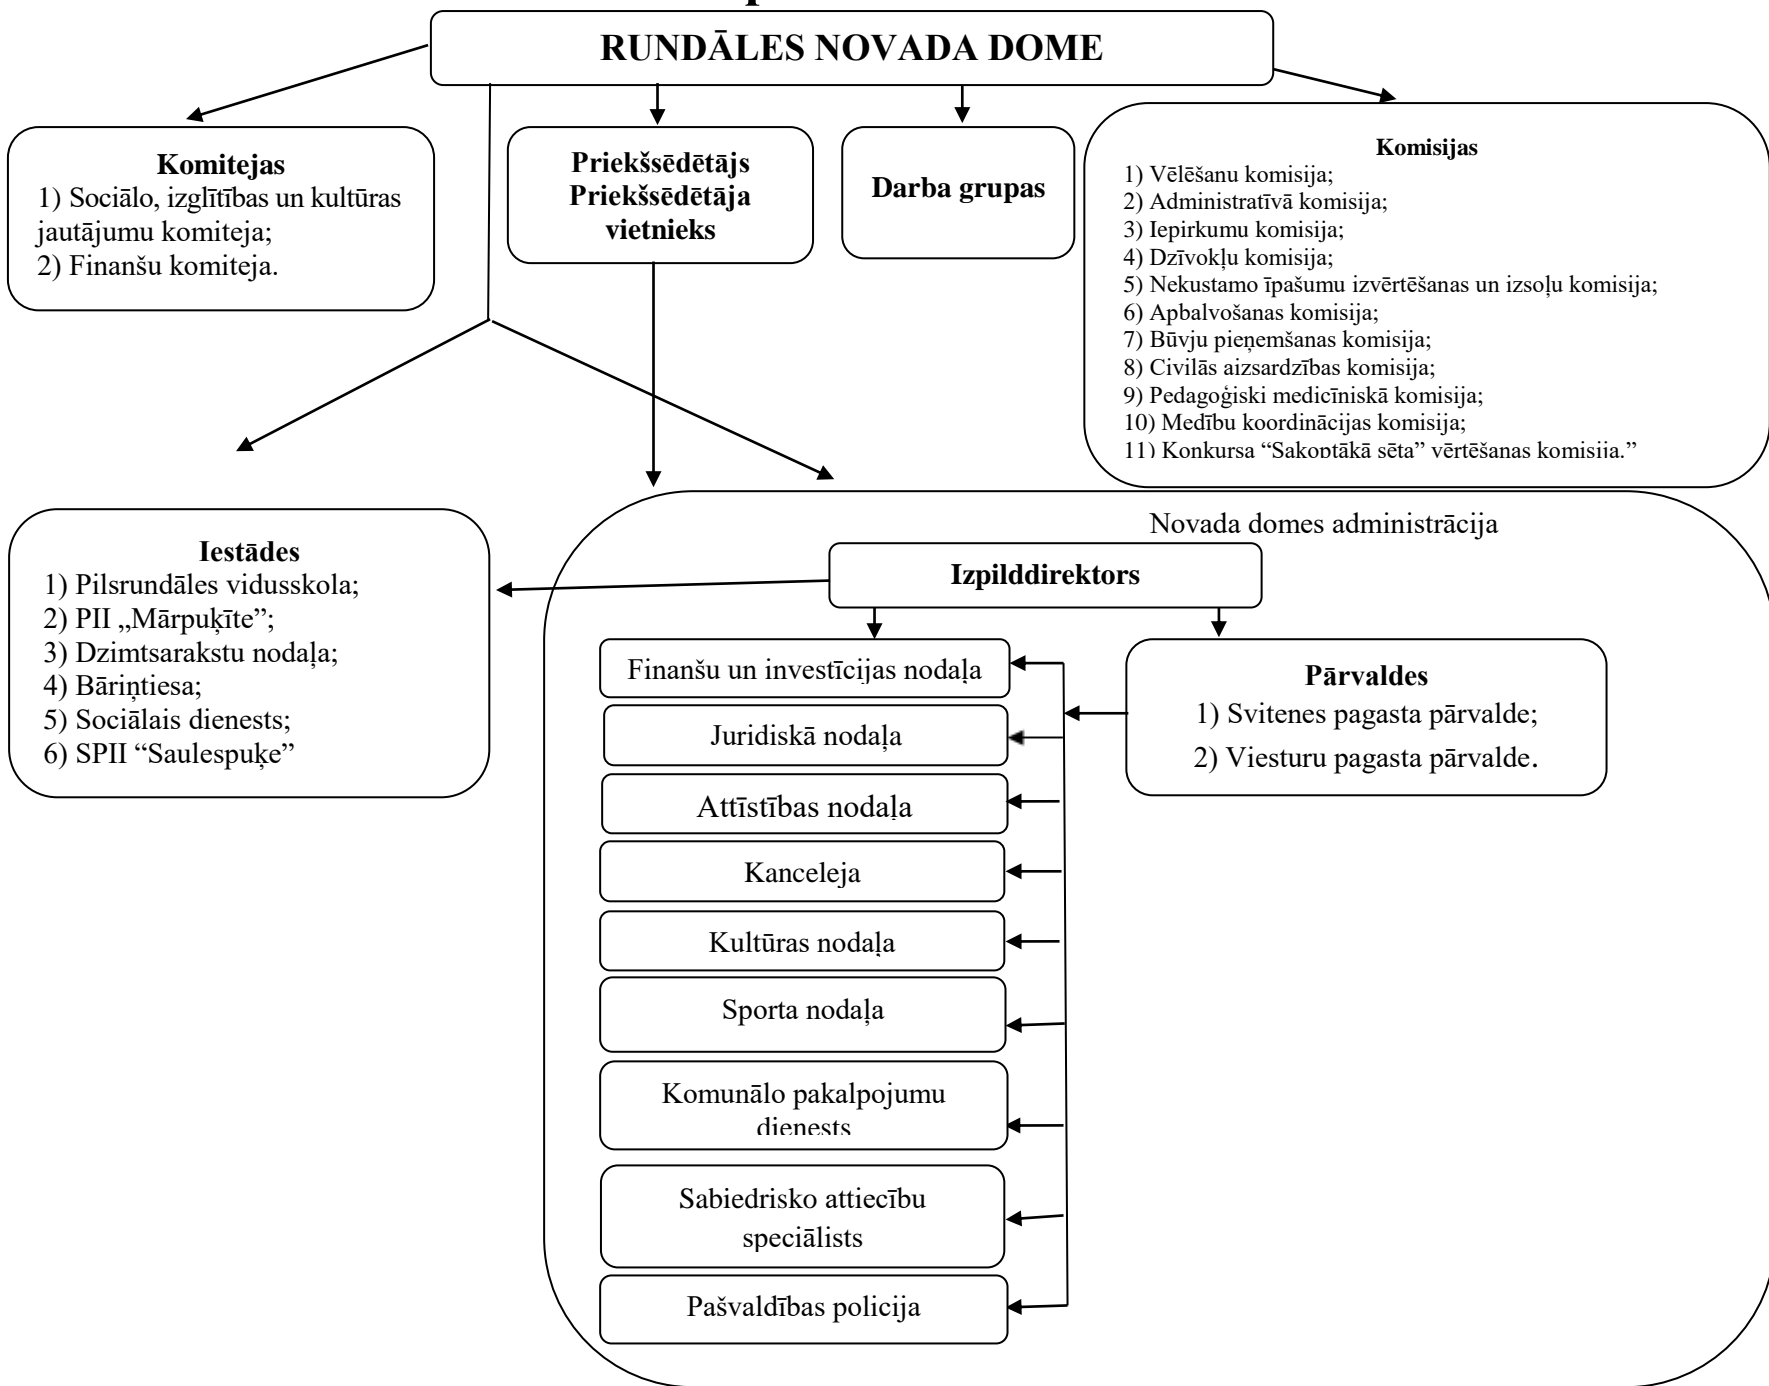 RUNDĀLES NOVADA DOME
Komitejas
1) Sociālo, izglītības un kultūras
jautājumu komiteja;
2) Finanšu komiteja.
Priekšsēdētājs
Priekšsēdētāja
vietnieks
Darba grupas
Komisijas
1) Vēlēšanu komisija;
2) Administratīvā komisija;
3) Iepirkumu komisija;
4) Dzīvokļu komisija;
5) Nekustamo īpašumu izvērtēšanas un izsoļu komisija;
6) Apbalvošanas komisija;
7) Būvju pieņemšanas komisija;
8) Civilās aizsardzības komisija;
9) Pedagoģiski medicīniskā komisija;
10) Medību koordinācijas komisija;
11) Konkursa “Sakoptākā sēta” vērtēšanas komisija.”
Iestādes
1) Pilsrundāles vidusskola;
2) PII „Mārpuķīte”;
3) Dzimtsarakstu nodaļa;
4) Bāriņtiesa;
5) Sociālais dienests;
6) SPII “Saulespuķe”
Novada domes administrācija
Izpilddirektors
Finanšu un investīcijas nodaļa
Juridiskā nodaļa
Attīstības nodaļa
Kanceleja
Kultūras nodaļa
Sporta nodaļa
Komunālo pakalpojumu
dienests
Sabiedrisko attiecību
speciālists
Pašvaldības policija
Pārvaldes
1) Svitenes pagasta pārvalde;
2) Viesturu pagasta pārvalde.